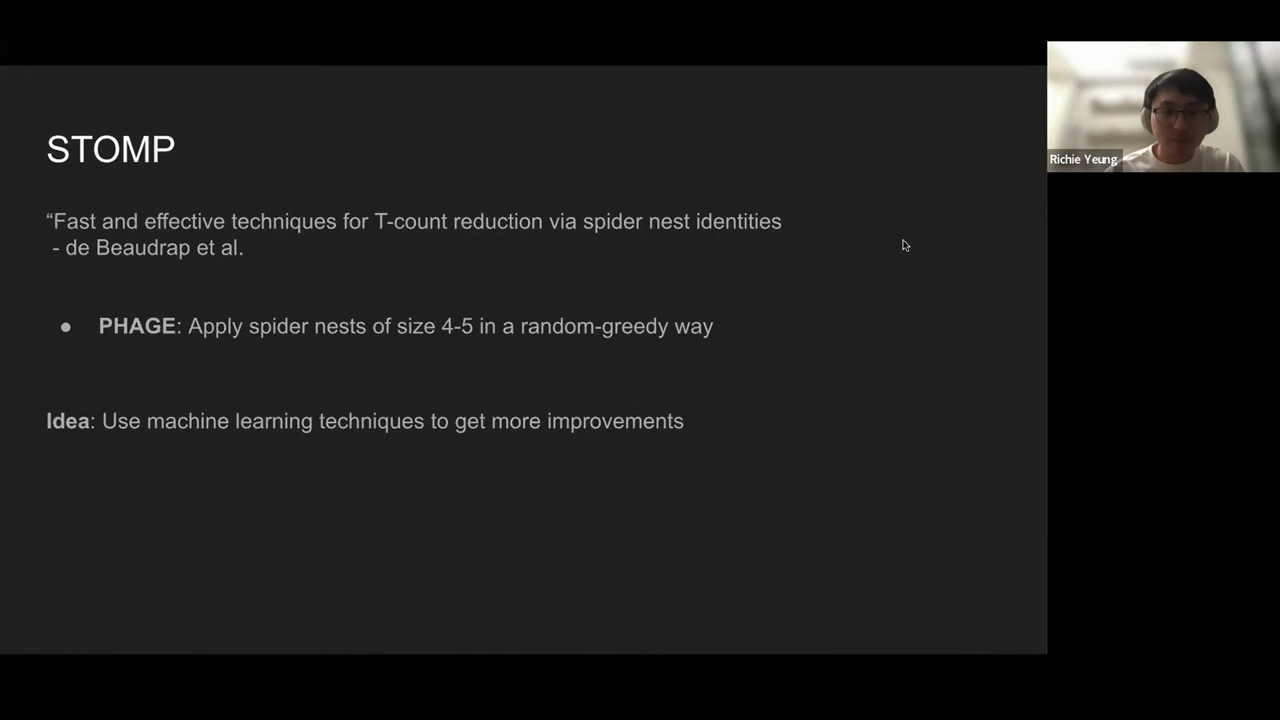 STOMP
“Fast and effective techniques for T-count reduction via spider nest identities
- de Beaudrap et al.
● PHAGE: Apply spider nests of size 4-5 in a random-greedy way
Idea: Use machine learning techniques to get more improvements
Richie Yeung